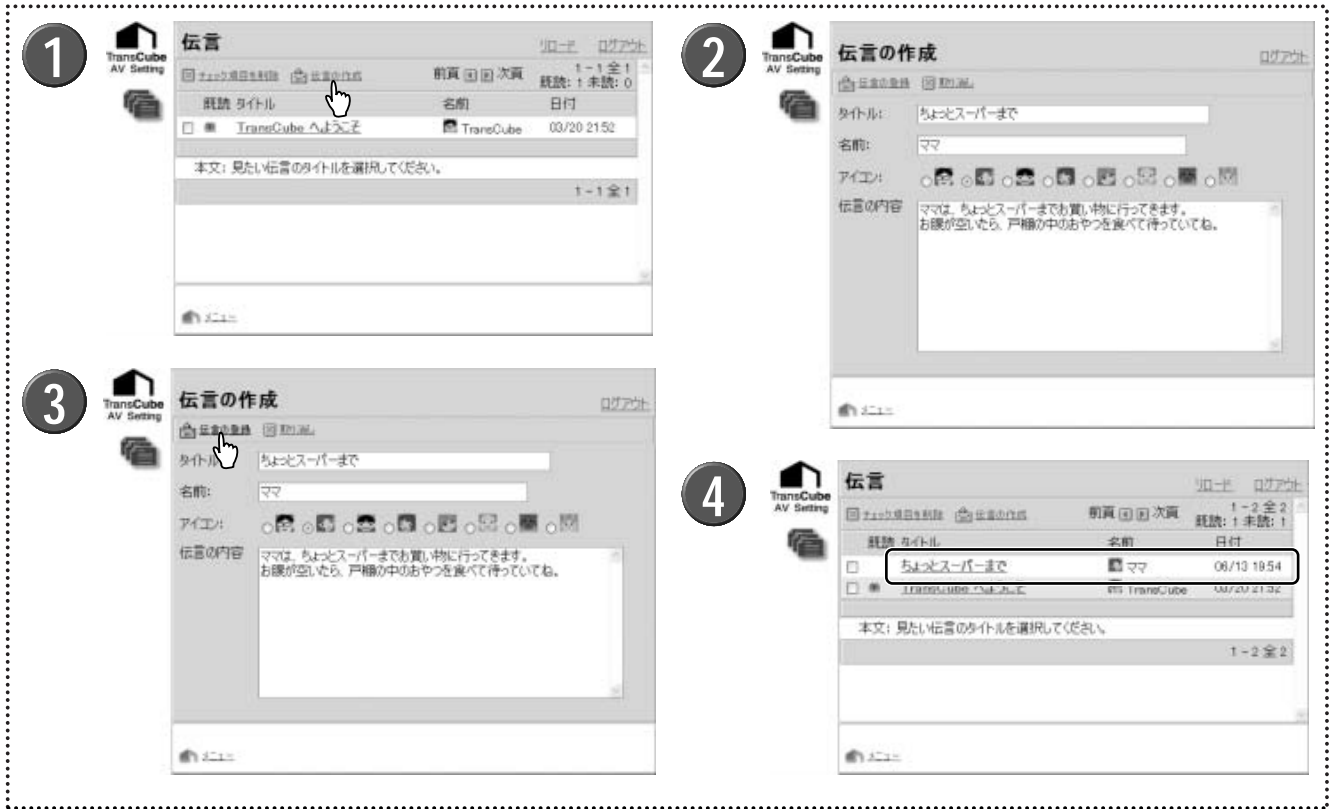 1
TransCube
AV Setting
伝言
リロード ログアウト
チェック項目を削除 伝言の作成 前頁 次頁 1-1 全1
既読: 1 未読: 0
既読 タイトル 名前 日付
TransCube へようこそ TransCube 03/20 21:52
本文: 見たい伝言のタイトルを選択してください。
1-1 全1
メニュー
2
TransCube
AV Setting
伝言の作成
ログアウト
伝言の登録 取り消し
タイトル: ちょっとスーパーまで
名前: ママ
アイコン:
伝言の内容 ママは、ちょっとスーパーまでお買い物に行ってきます。
お腹が空いたら、戸棚の中のおやつを食べて待っていてね。
メニュー
3
TransCube
AV Setting
伝言の作成
ログアウト
伝言の登録 取り消し
タイトル
ちょっとスーパーまで
名前: ママ
アイコン:
伝言の内容 ママは、ちょっとスーパーまでお買い物に行ってきます。
お腹が空いたら、戸棚の中のおやつを食べて待っていてね。
メニュー
4
TransCube
AV Setting
伝言
リロード ログアウト
チェック項目を削除 伝言の作成 前頁 次頁 1-2 全2
既読: 1 未読: 1
既読 タイトル 名前 日付
ちょっとスーパーまで ママ 06/13 19:54
TransCube へようこそ TransCube 03/20 21:52
本文: 見たい伝言のタイトルを選択してください。
1-2 全2
メニュー